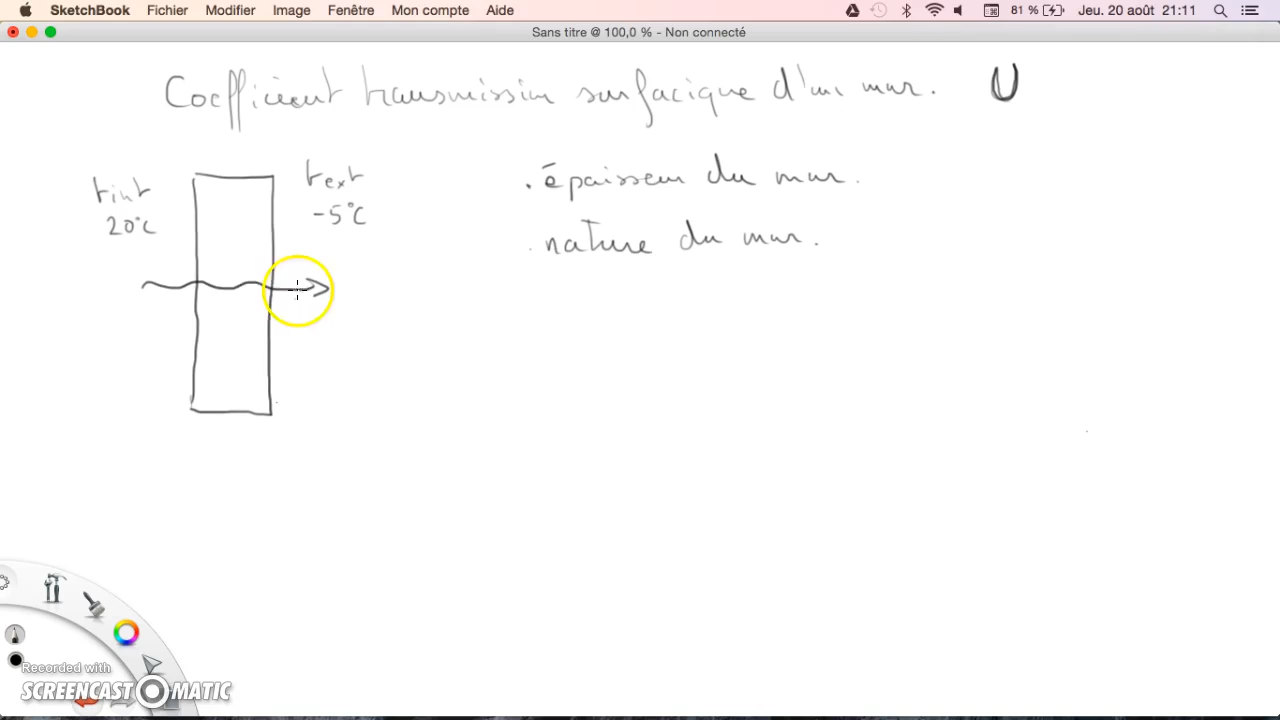 SketchBook Fichier Modifier Image Fenêtre Mon compte Aide 81 % Jeu. 20 août 21:11
Sans titre @ 100,0 % - Non connecté
Coefficient transmission surfacique d'un mur. U
tint
20°C
text
-5°C
. épaisseur du mur.
. nature du mur.
Recorded with
SCREENCAST MATIC